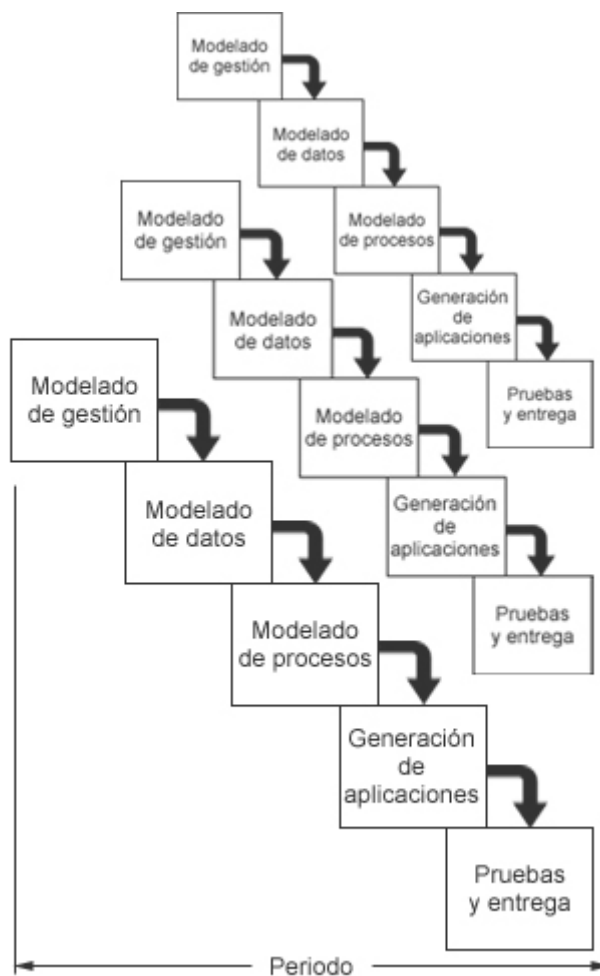 Modelado
de gestión
Modelado
de datos
Modelado
de procesos
Generación
de
aplicaciones
Pruebas
y entrega
Modelado
de gestión
Modelado
de datos
Modelado
de procesos
Generación
de
aplicaciones
Pruebas
y entrega
Modelado
de gestión
Modelado
de datos
Modelado
de procesos
Generación
de
aplicaciones
Pruebas
y entrega
Periodo